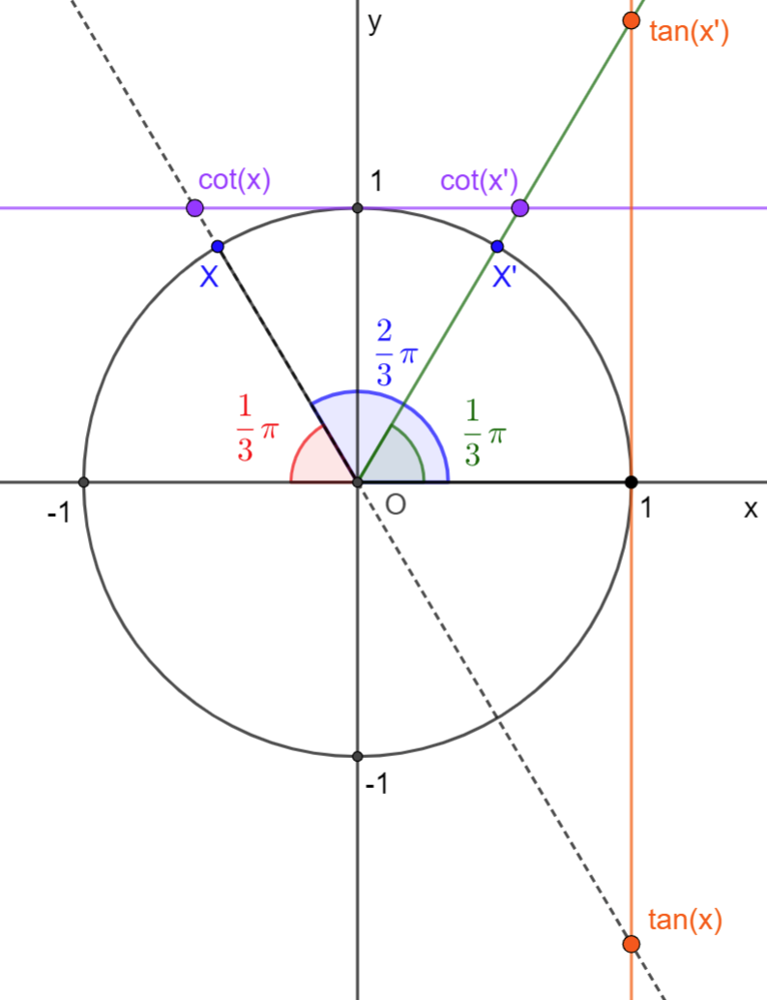 y
tan(x')
cot(x)
1
cot(x')
X
X'
2/3 π
1/3 π
1/3 π
-1
O
1
x
-1
tan(x)